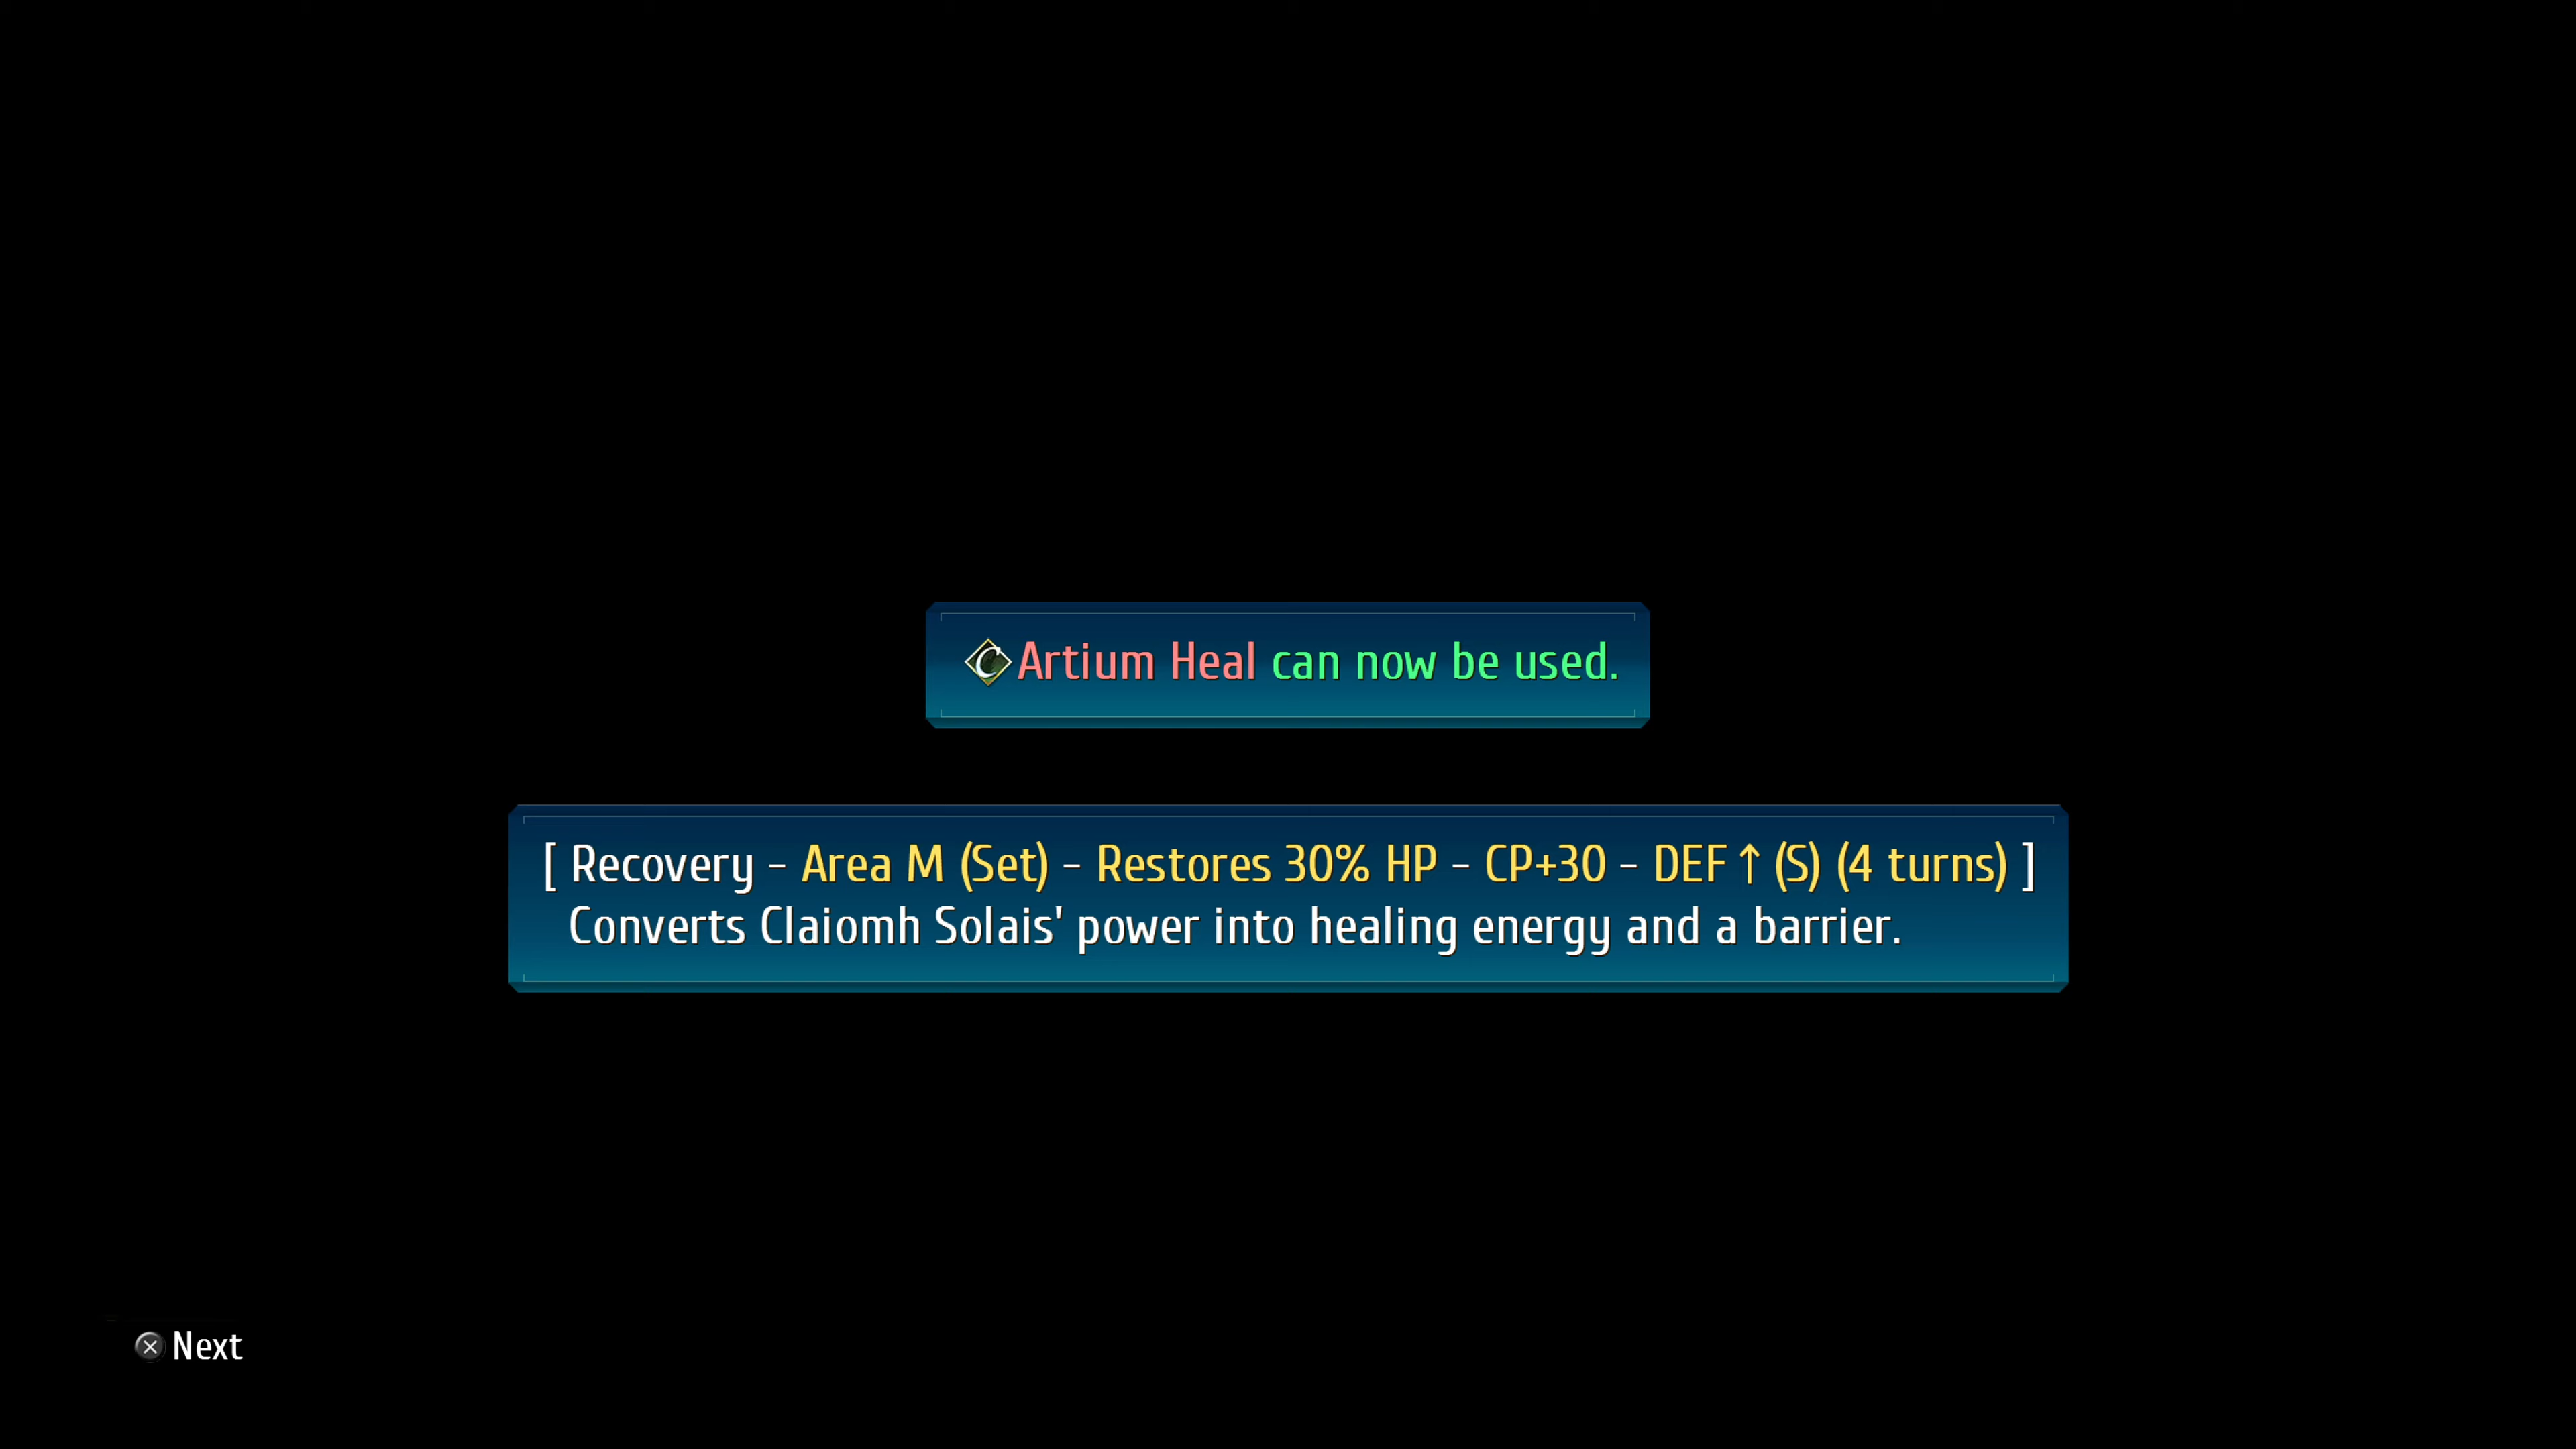 Artium Heal can now be used.
[ Recovery - Area M (Set) - Restores 30% HP - CP+30 - DEF↑(S) (4 turns) ]
Converts Claiomh Solais' power into healing energy and a barrier.
Next